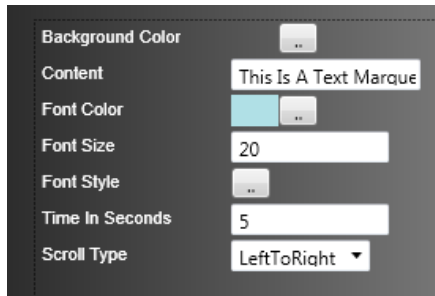 Background Color ..
Content This Is A Text Marque
Font Color ..
Font Size 20
Font Style ..
Time In Seconds 5
Scroll Type LeftToRight